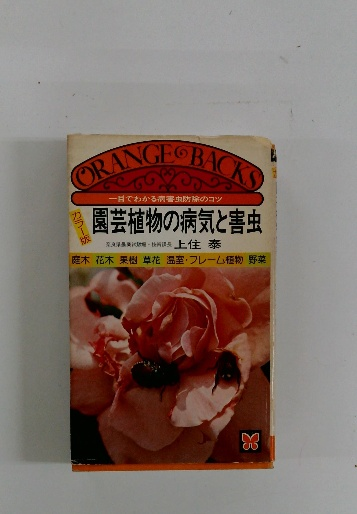 ORANGE BACKS
一目でわかる病害虫防除のコツ
カラー版
園芸植物の病気と害虫
上住 泰
庭木 花木 果樹 草花 温室・フレーム植物 野菜